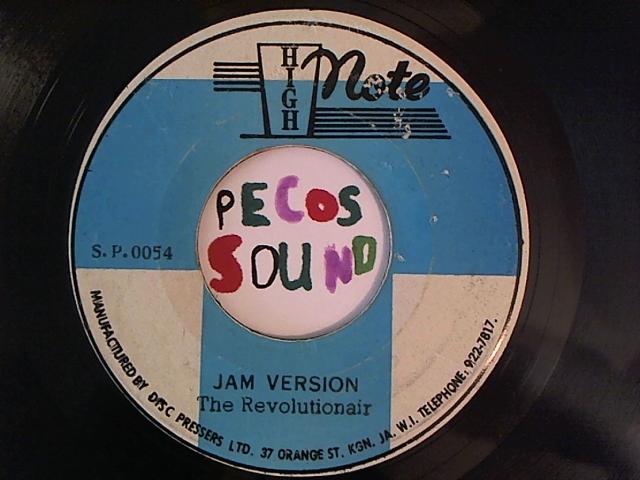 HIGH Note
PECOS
SOUND
S.P.0054
JAM VERSION
The Revolutionair
MANUFACTURED BY DISC PRESSERS LTD. 37 ORANGE ST. KGN, JA. W.I. TELEPHONE: 922-7817.